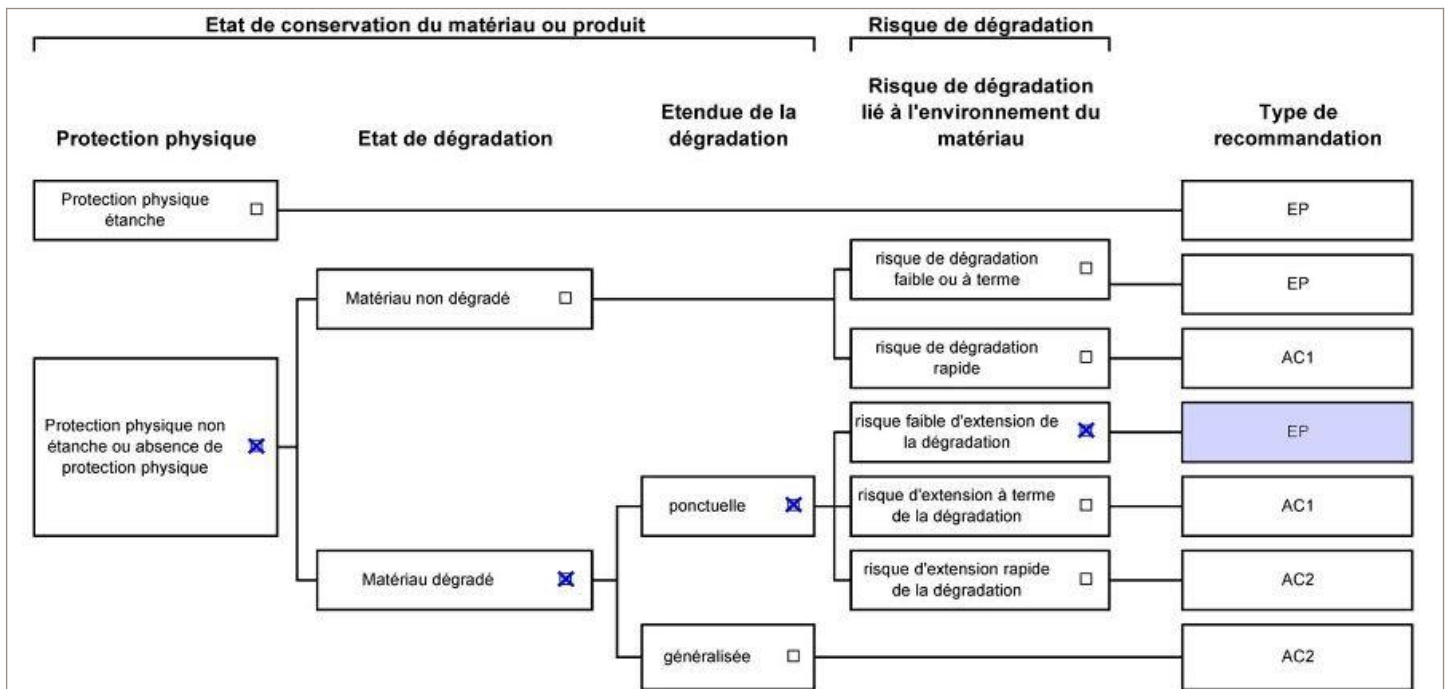 Etat de conservation du matériau ou produit
Risque de dégradation
Protection physique
Etat de dégradation
Etendue de la
dégradation
Risque de dégradation
lié à l'environnement du
matériau
Type de
recommandation
Protection physique
étanche
EP
Matériau non dégradé
risque de dégradation
faible ou à terme
EP
risque de dégradation
rapide
AC1
Protection physique non
étanche ou absence de
protection physique
risque faible d'extension de
la dégradation
EP
ponctuelle
risque d'extension à terme
de la dégradation
AC1
Matériau dégradé
risque d'extension rapide
de la dégradation
AC2
généralisée
AC2